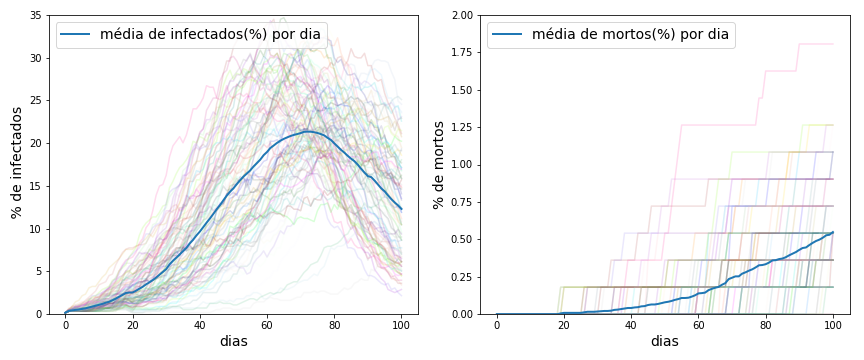 média de infectados(%) por dia
% de infectados
35
30
25
20
15
10
5
0
0 20 40 60 80 100
dias
média de mortos(%) por dia
% de mortos
2.00
1.75
1.50
1.25
1.00
0.75
0.50
0.25
0.00
0 20 40 60 80 100
dias